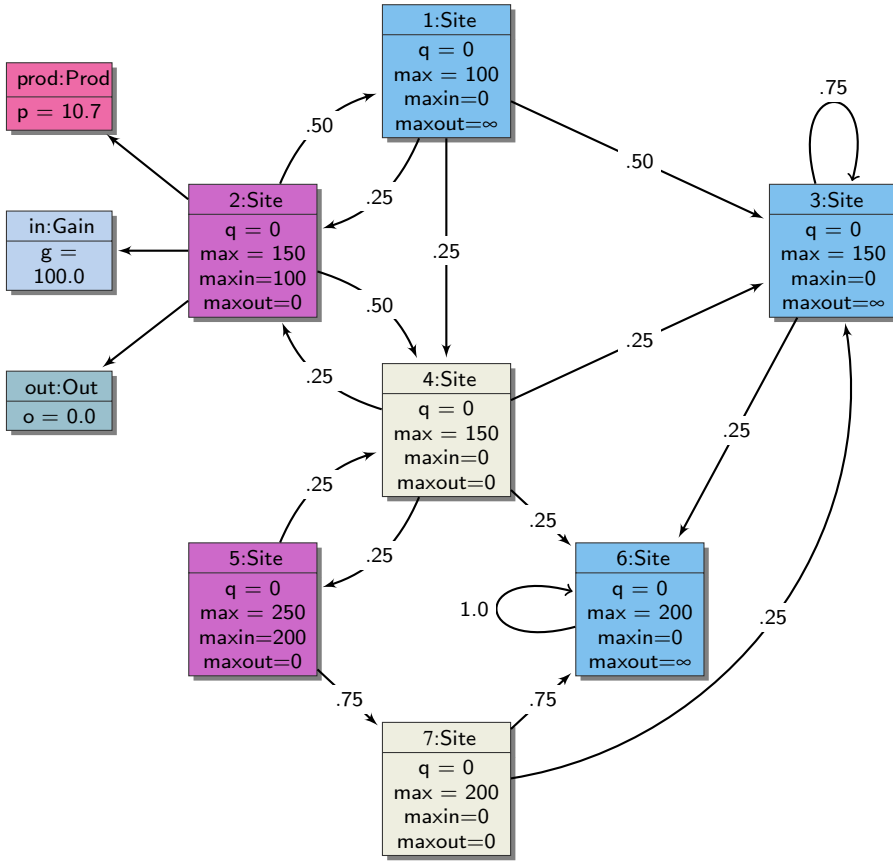 1:Site
q = 0
max = 100
maxin=0
maxout=∞
prod:Prod
p = 10.7
in:Gain
g =
100.0
out:Out
o = 0.0
2:Site
q = 0
max = 150
maxin=100
maxout=0
3:Site
q = 0
max = 150
maxin=0
maxout=∞
4:Site
q = 0
max = 150
maxin=0
maxout=0
5:Site
q = 0
max = 250
maxin=200
maxout=0
6:Site
q = 0
max = 200
maxin=0
maxout=∞
7:Site
q = 0
max = 200
maxin=0
maxout=0
.50
.25
.25
.50
.75
.50
.25
.25
.25
.25
.25
.25
1.0
.75
.75
.25